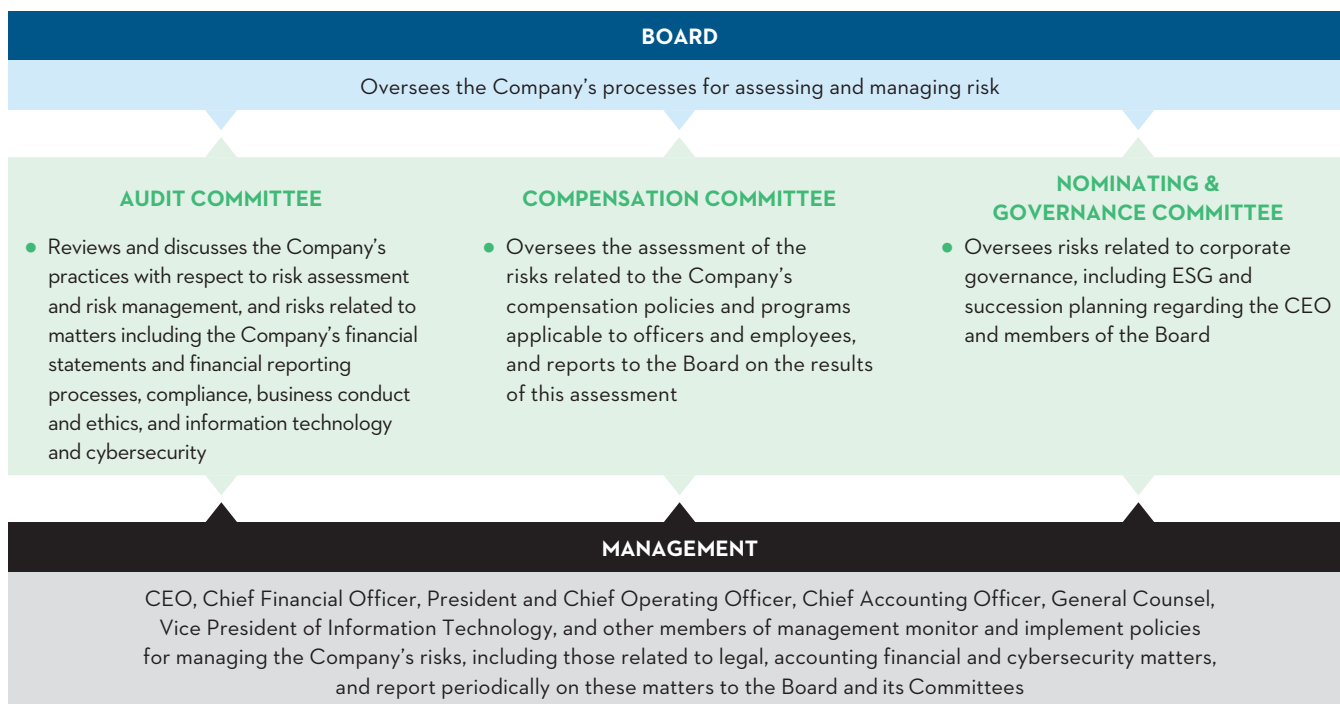 BOARD
Oversees the Company’s processes for assessing and managing risk
AUDIT COMMITTEE
● Reviews and discusses the Company’s
practices with respect to risk assessment
and risk management, and risks related to
matters including the Company’s financial
statements and financial reporting
processes, compliance, business conduct
and ethics, and information technology
and cybersecurity
COMPENSATION COMMITTEE
● Oversees the assessment of the
risks related to the Company’s
compensation policies and programs
applicable to officers and employees,
and reports to the Board on the results
of this assessment
NOMINATING &
GOVERNANCE COMMITTEE
● Oversees risks related to corporate
governance, including ESG and
succession planning regarding the CEO
and members of the Board
MANAGEMENT
CEO, Chief Financial Officer, President and Chief Operating Officer, Chief Accounting Officer, General Counsel,
Vice President of Information Technology, and other members of management monitor and implement policies
for managing the Company’s risks, including those related to legal, accounting financial and cybersecurity matters,
and report periodically on these matters to the Board and its Committees